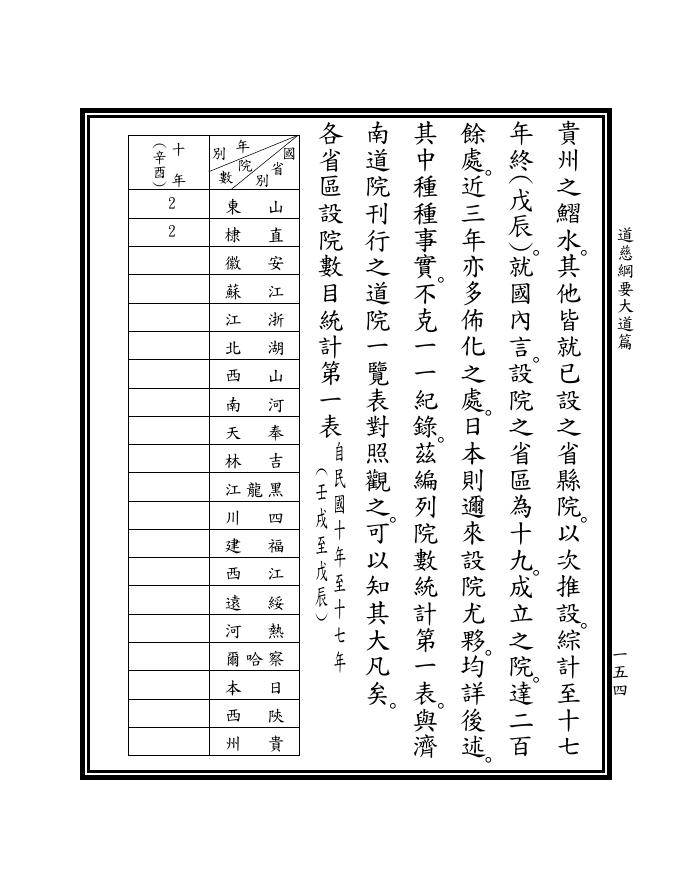 道慈綱要大道篇
一五四
貴州之鰼水。其他皆就已設之省縣院。以次推設。綜計至十七
年終（戊辰）。就國內言。設院之省區為十九。成立之院。達二百
餘處。近三年亦多佈化之處。日本則邇來設院尤夥。均詳後述。
其中種種事實。不克一一紀錄。茲編列院數統計第一表。與濟
南道院刊行之道院一覽表對照觀之。可以知其大凡矣。
各省區設院數目統計第一表
自民國十年至十七年
（壬戌至戊辰）
國省別
院數
年別
十年
（辛酉）
山東 2
直棣 2
安徽
江蘇
浙江
湖北
山西
河南
奉天
吉林
黑龍江
四川
福建
江西
綏遠
熱河
察哈爾
日本
陝西
貴州